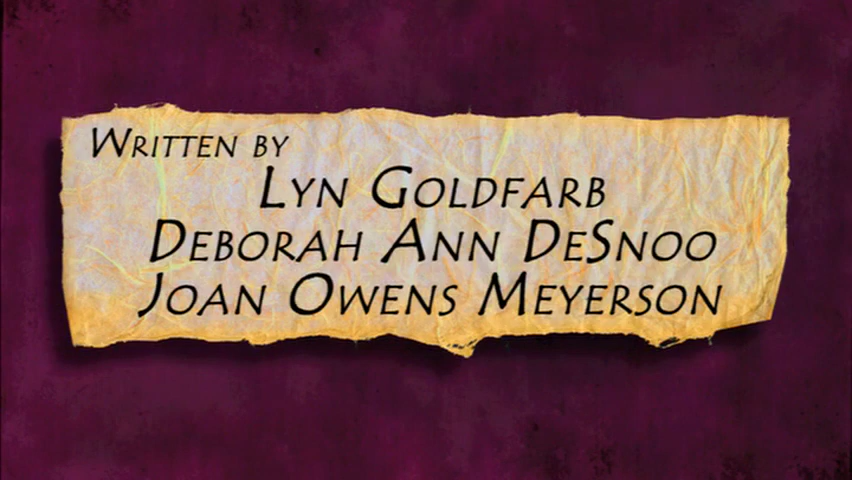 Written by
Lyn Goldfarb
Deborah Ann DeSnoo
Joan Owens Meyerson